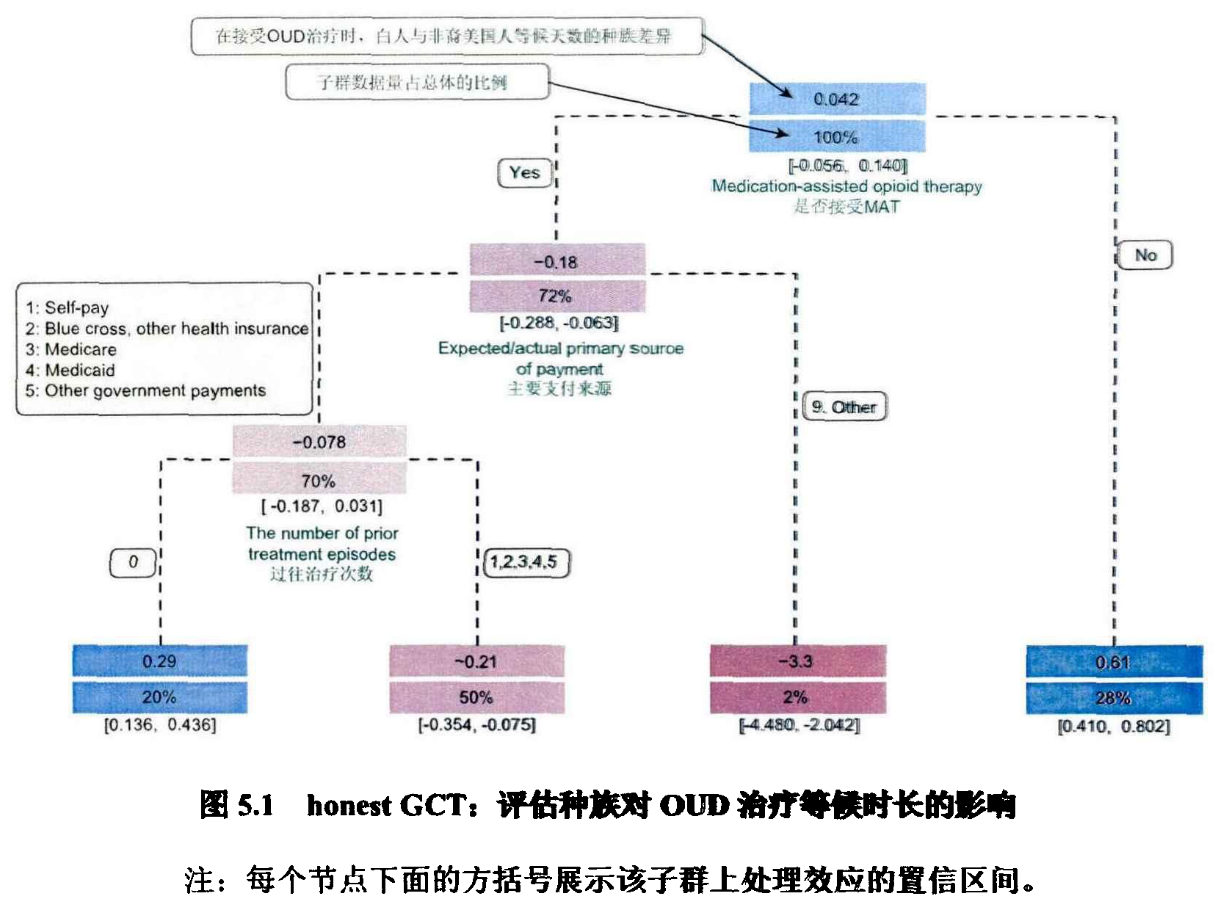 在接受OUD治疗时，白人与非裔美国人等候天数的种族差异
子群数据量占总体的比例
0.042
100%
[-0.056, 0.140]
Medication-assisted opioid therapy
是否接受MAT
Yes
No
−0.18
72%
[-0.288, -0.063]
Expected/actual primary source
of payment
主要支付来源
1: Self-pay
2: Blue cross, other health insurance
3: Medicare
4: Medicaid
5: Other government payments
9. Other
−0.078
70%
[ -0.187, 0.031]
The number of prior
treatment episodes
过往治疗次数
0
1,2,3,4,5
0.29
20%
[0.136, 0.436]
−0.21
50%
[-0.354, -0.075]
−3.3
2%
[-4.480, -2.042]
0.61
28%
[0.410, 0.802]
图 5.1 honest GCT：评估种族对 OUD 治疗等候时长的影响
注：每个节点下面的方括号展示该子群上处理效应的置信区间。